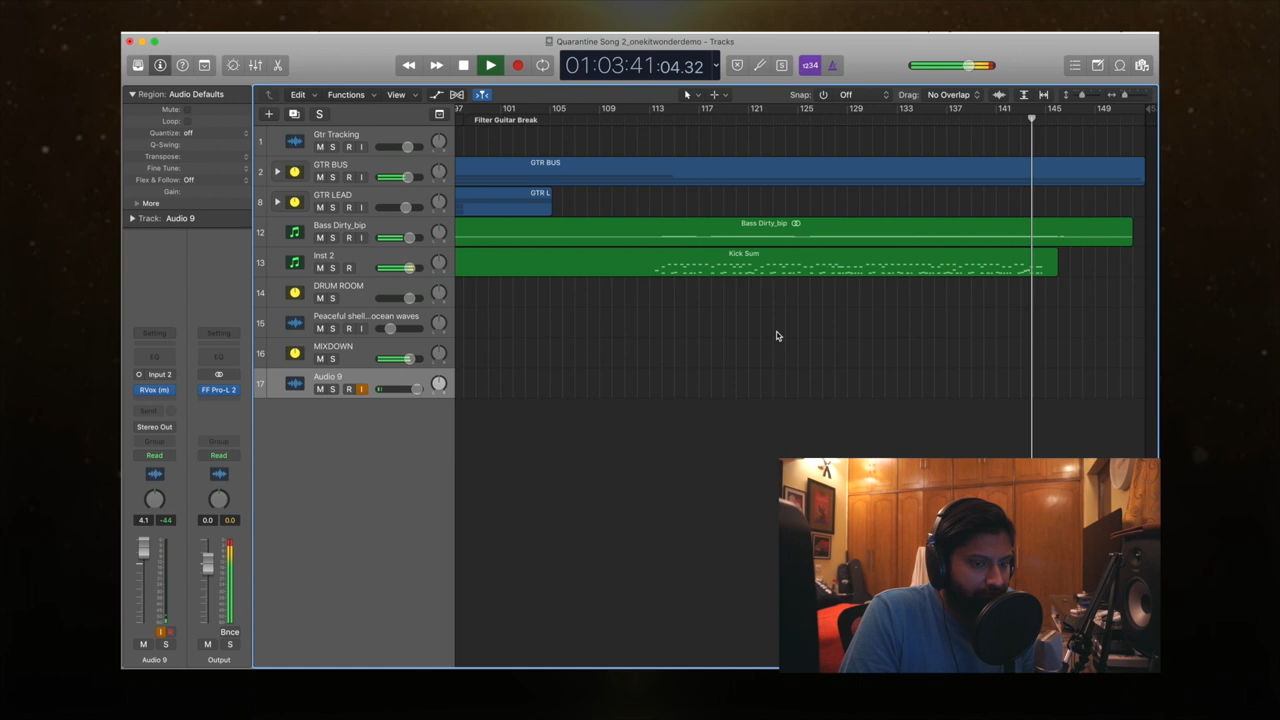 Quarantine Song 2_onekitwonderdemo - Tracks
01:03:41:04.32
1234
Region: Audio Defaults
Mute:
Loop:
Quantize: off
Q-Swing:
Transpose:
Fine Tune:
Flex & Follow: Off
Gain:
More
Track: Audio 9
Edit Functions View
Snap: Off
Drag: No Overlap
S
97 101 105 109 113 117 121 125 129 133 137 141 145 149
Filter Guitar Break
1 Gtr Tracking
M S R I
2 GTR BUS
M S R I
GTR BUS
8 GTR LEAD
M S R I
GTR L
12 Bass Dirty_bip
M S R I
Bass Dirty_bip
13 Inst 2
M S R
Kick Sum
14 DRUM ROOM
M S
15 Peaceful shell...ocean waves
M S R I
16 MIXDOWN
M S
17 Audio 9
M S R I
Setting Setting
EQ EQ
Input 2
RVox (m) FF Pro-L 2
Send
Stereo Out
Group Group
Read Read
4.1 -44 0.0 0.0
I R Bnce
M S M S
Audio 9 Output